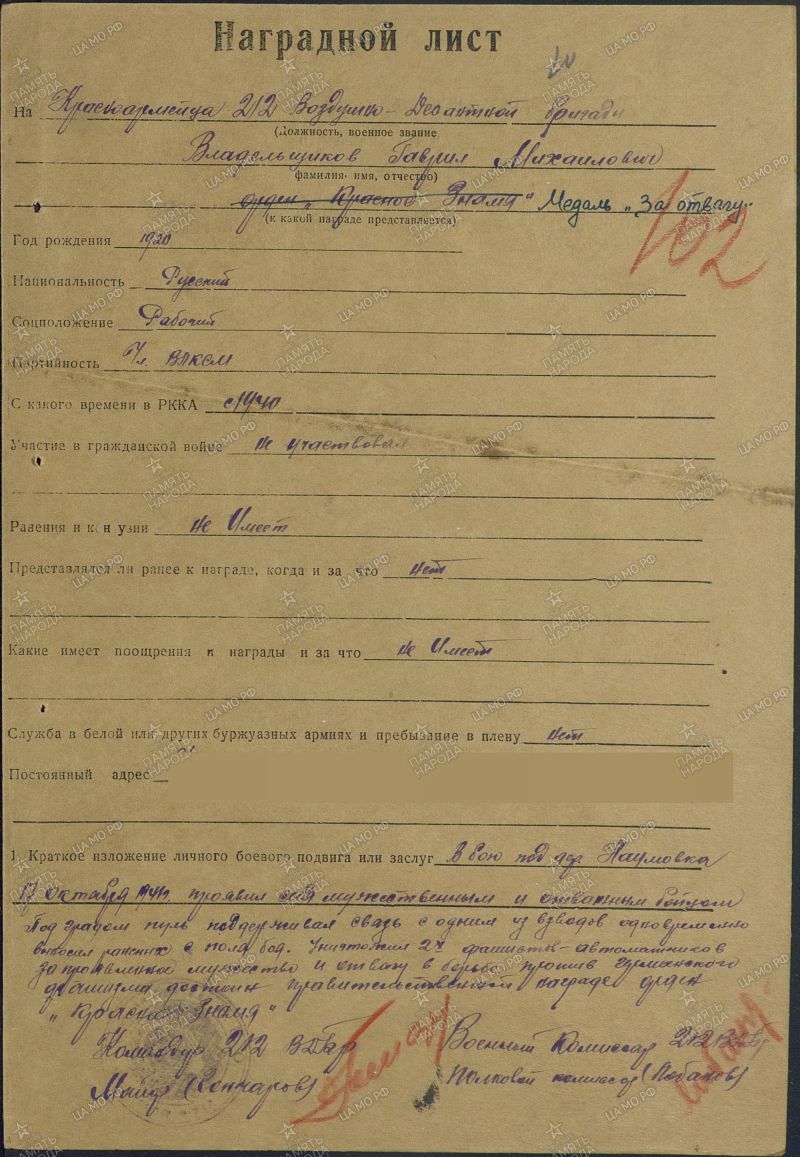 Наградной лист
На Красноармейца 212 Воздушно-Десантной бригады
(Должность, военное звание
Владельщиков Гаврил Михайлович
фамилия, имя, отчество)
орден „Красное Знамя" Медаль „За отвагу"
(к какой награде представляется)
102
Год рождения 1920
Национальность Русский
Соцположение Рабочий
Партийность Чл. ВЛКСМ
С какого времени в РККА с 1940
Участие в гражданской войне не участвовал
Ранения и контузии не Имеет
Представлялся ли ранее к награде, когда и за что нет
Какие имеет поощрения и награды и за что не Имеет
Служба в белой или других буржуазных армиях и пребывание в плену нет
Постоянный адрес
1. Краткое изложение личного боевого подвига или заслуг В бою под дер Наумовка
17 октября 1941г. проявил себя мужественным и отважным бойцом
Под градом пуль поддерживал связь с одним из взводов одновременно
выносил раненых с поля боя. Уничтожил 24 фашистов-автоматчиков
за проявленное мужество и отвагу в борьбе против германского
фашизма достоин правительственной награде орден
„Красное Знамя"
Командир 212 ВДбр Военный Комиссар 212 ВДбр
Майор (Гончаров) Полковой комиссар (Лобанов)
ПАМЯТЬ НАРОДА
ЦАМО.РФ